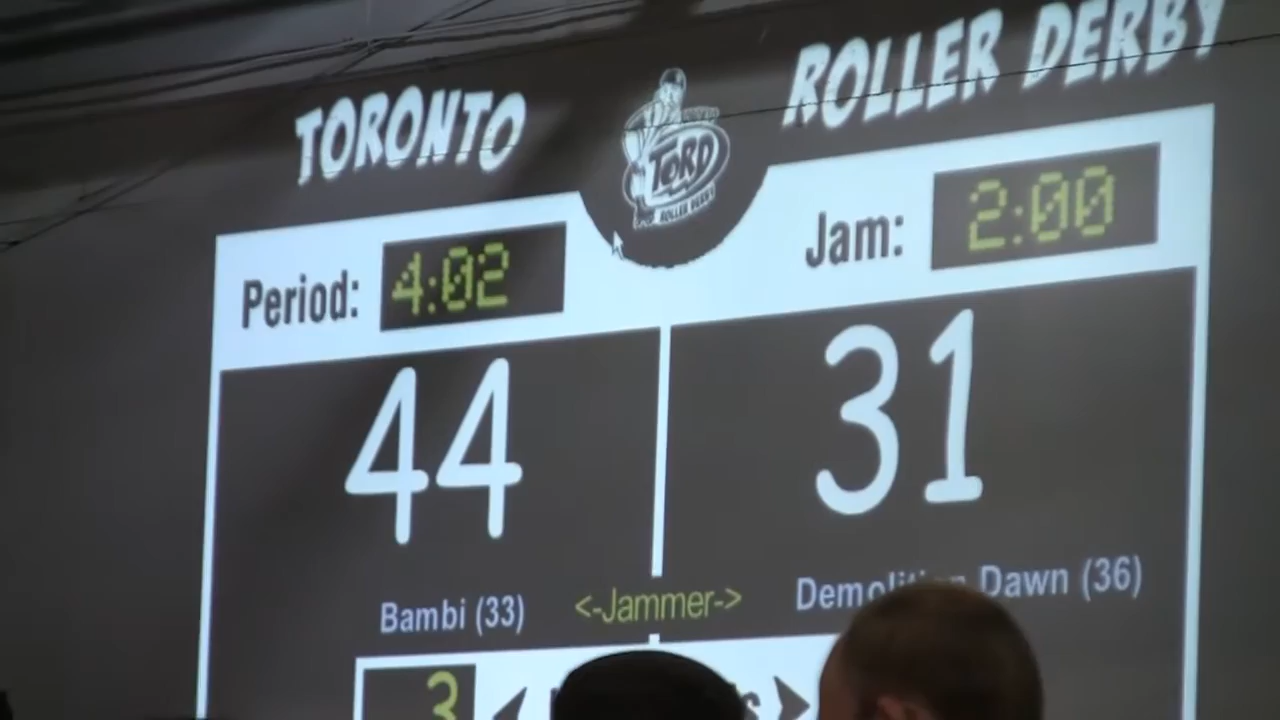 TORONTO
ROLLER DERBY
TORD
ROLLER DERBY
Period: 4:02
Jam: 2:00
44
31
Bambi (33)
<-Jammer->
Demolition Dawn (36)
3